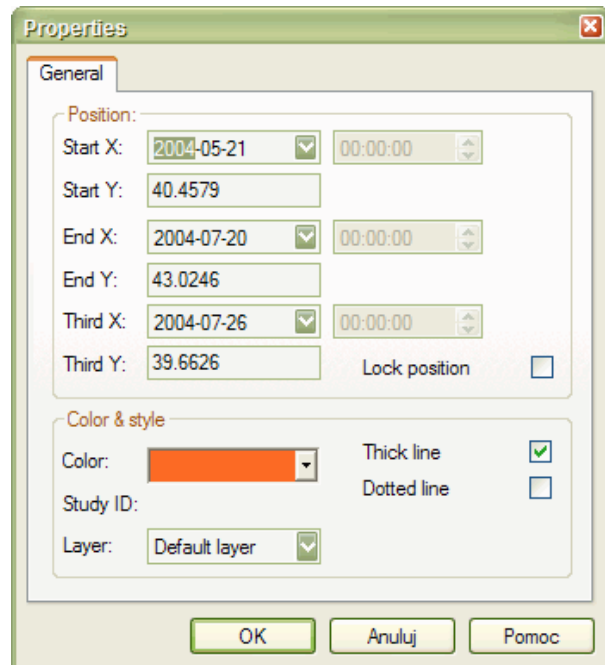 Properties
General
Position:
Start X: 2004-05-21 00:00:00
Start Y: 40.4579
End X: 2004-07-20 00:00:00
End Y: 43.0246
Third X: 2004-07-26 00:00:00
Third Y: 39.6626 Lock position
Color & style
Color: Thick line
Dotted line
Study ID:
Layer: Default layer
OK Anuluj Pomoc